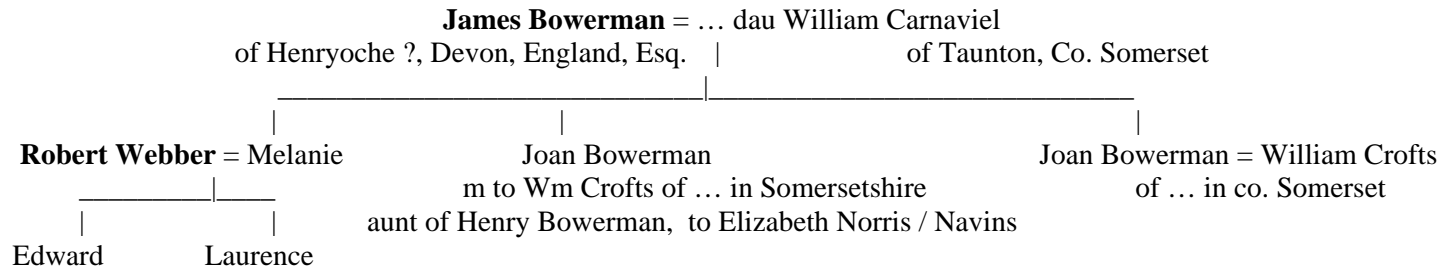 James Bowerman = … dau William Carnaviel
of Henryoche ?, Devon, England, Esq. | of Taunton, Co. Somerset
Robert Webber = Melanie Joan Bowerman Joan Bowerman = William Crofts
m to Wm Crofts of … in Somersetshire of … in co. Somerset
aunt of Henry Bowerman, to Elizabeth Norris / Navins
Edward Laurence